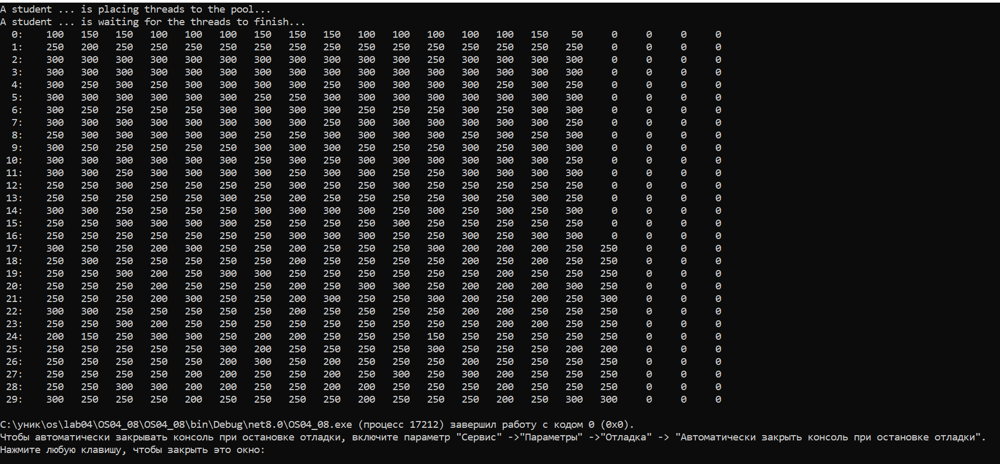 A student ... is placing threads to the pool...
A student ... is waiting for the threads to finish...
0: 100 150 150 100 100 100 150 150 150 100 100 100 100 100 150 50 0 0 0 0
1: 250 200 250 250 250 250 250 250 250 250 250 250 250 250 250 250 0 0 0 0
2: 300 300 300 300 300 300 300 300 300 300 300 250 300 300 300 300 0 0 0 0
3: 300 300 300 300 300 300 300 300 300 300 300 300 300 300 300 300 0 0 0 0
4: 300 250 300 250 300 300 300 300 250 300 300 300 300 250 300 250 0 0 0 0
5: 300 300 300 300 300 300 250 250 300 300 300 300 300 300 300 300 0 0 0 0
6: 300 250 250 250 250 300 300 300 300 250 250 250 300 250 300 300 0 0 0 0
7: 300 300 300 300 300 300 300 300 250 300 300 300 300 300 300 250 0 0 0 0
8: 250 300 300 300 300 300 250 250 300 300 300 300 250 300 250 300 0 0 0 0
9: 300 250 250 250 250 250 300 300 300 250 250 250 300 250 300 300 0 0 0 0
10: 300 300 300 300 300 300 250 300 250 300 300 300 300 300 300 250 0 0 0 0
11: 300 300 250 300 300 300 300 250 300 300 250 250 300 300 300 300 0 0 0 0
12: 250 250 300 250 250 250 250 300 250 250 300 250 250 250 250 250 0 0 0 0
13: 250 250 250 250 250 300 250 200 250 250 250 250 300 250 300 250 0 0 0 0
14: 300 300 250 250 250 250 300 300 300 300 250 300 250 300 250 300 0 0 0 0
15: 250 250 300 300 300 300 250 250 250 250 300 250 250 250 250 250 0 0 0 0
16: 250 250 250 250 250 250 250 300 300 300 250 250 300 250 300 300 0 0 0 0
17: 300 250 250 200 300 250 250 200 250 250 250 300 200 200 200 250 250 0 0 0
18: 250 300 250 250 250 250 250 200 250 250 250 250 200 250 200 250 250 0 0 0
19: 250 250 300 200 250 300 300 250 250 250 250 250 250 200 250 250 250 0 0 0
20: 250 250 250 200 250 250 250 200 250 300 300 250 200 200 200 300 250 0 0 0
21: 250 250 250 200 300 250 250 200 300 250 250 300 200 250 200 250 300 0 0 0
22: 300 300 250 250 250 250 250 200 250 250 250 250 200 200 250 250 250 0 0 0
23: 250 250 300 200 250 250 250 250 250 250 250 250 250 200 200 250 250 0 0 0
24: 200 150 250 300 300 250 200 200 250 250 250 150 250 250 250 250 250 0 0 0
25: 250 250 250 250 250 300 200 250 250 250 250 300 250 250 250 200 200 0 0 0
26: 250 250 250 250 250 200 300 250 200 250 250 250 200 250 250 250 250 0 0 0
27: 250 250 250 250 200 200 250 250 200 250 300 250 300 200 250 250 250 0 0 0
28: 250 250 300 300 200 200 250 250 200 200 250 250 250 200 250 250 250 0 0 0
29: 300 250 250 250 200 250 250 250 250 200 250 250 250 200 250 300 300 0 0 0
C:\уник\os\lab04\OS04_08\OS04_08\bin\Debug\net8.0\OS04_08.exe (процесс 17212) завершил работу с кодом 0 (0x0).
Чтобы автоматически закрывать консоль при остановке отладки, включите параметр "Сервис" ->"Параметры" ->"Отладка" -> "Автоматически закрыть консоль при остановке отладки".
Нажмите любую клавишу, чтобы закрыть это окно: